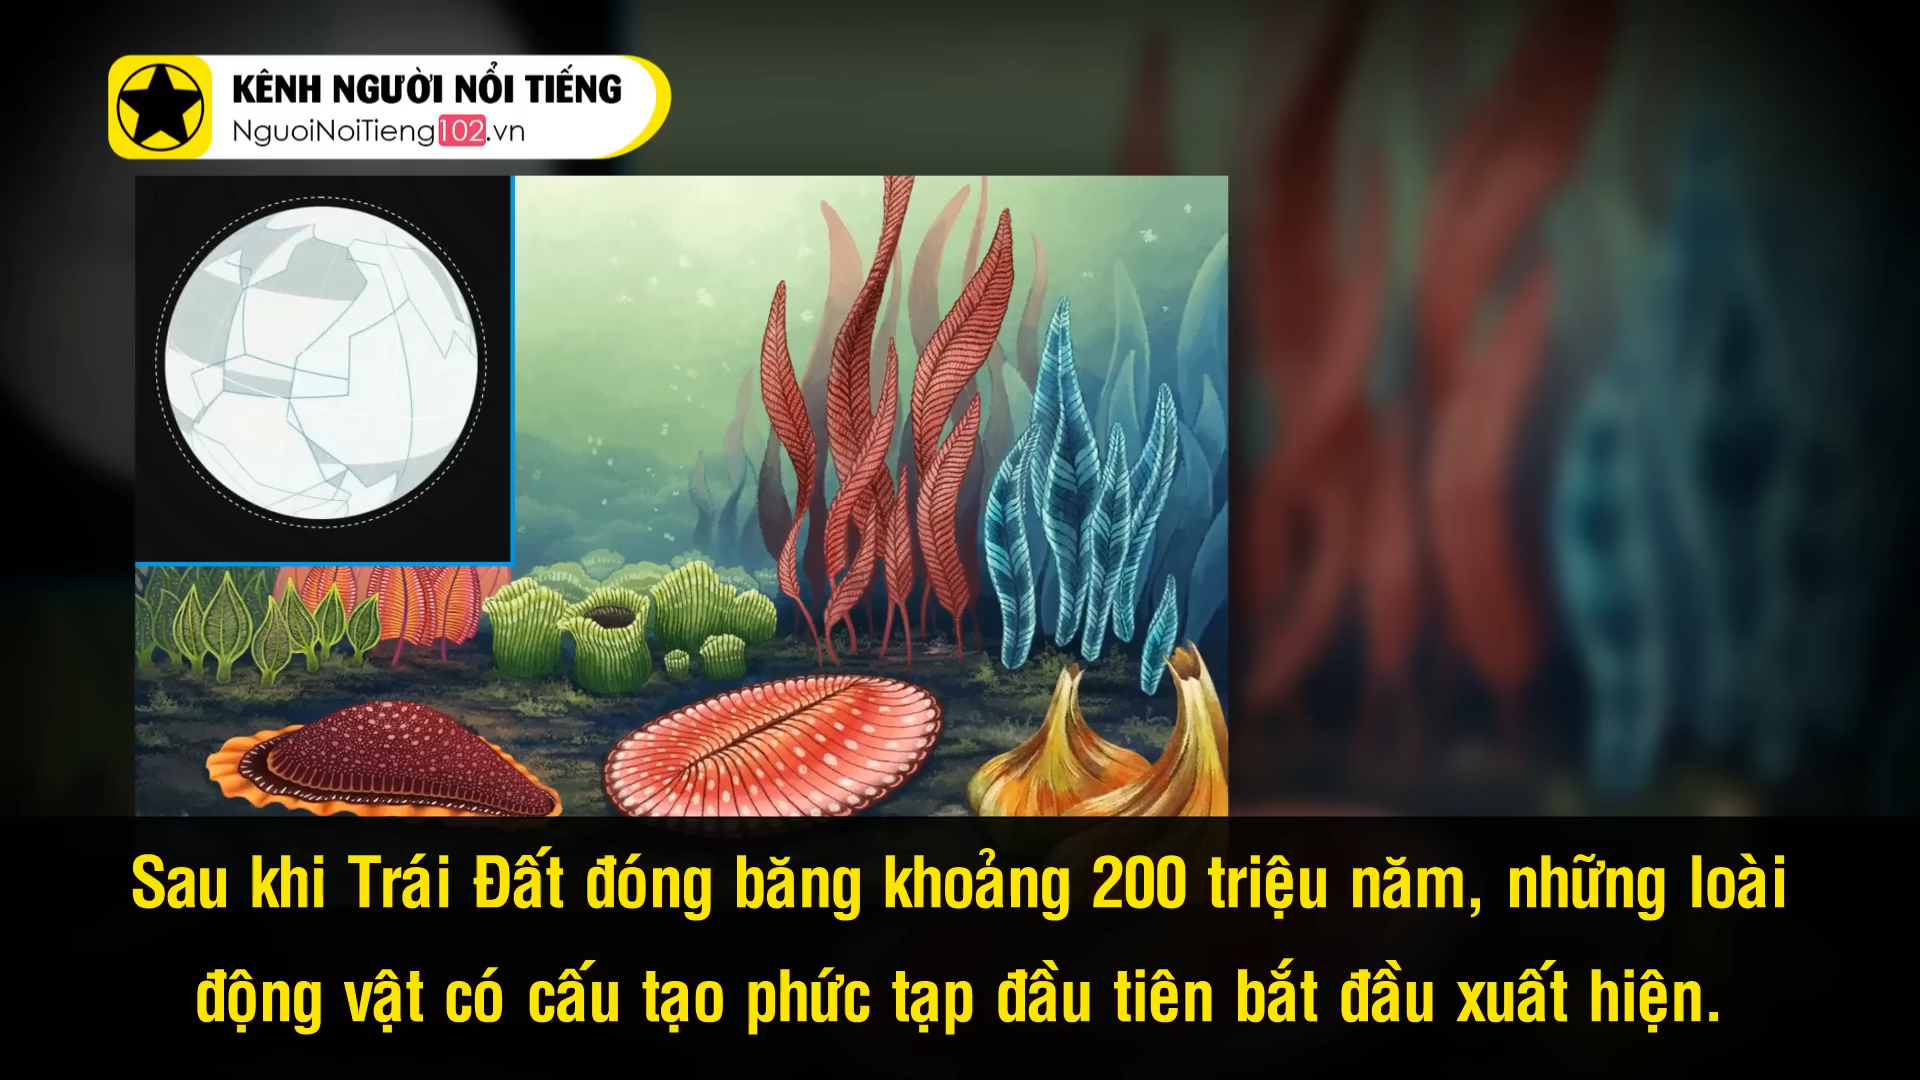 KÊNH NGƯỜI NỔI TIẾNG
NguoiNoiTieng102.vn
Sau khi Trái Đất đóng băng khoảng 200 triệu năm, những loài
động vật có cấu tạo phức tạp đầu tiên bắt đầu xuất hiện.